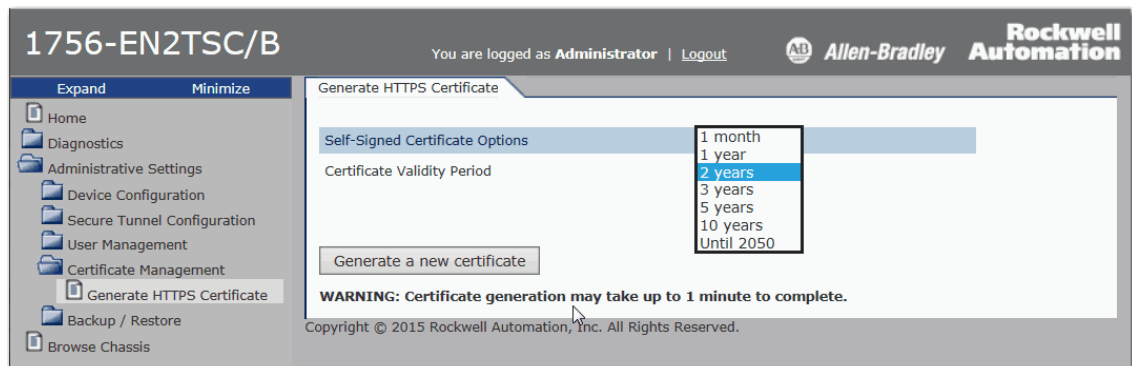 1756-EN2TSC/B
You are logged as Administrator | Logout
AB Allen-Bradley
Rockwell
Automation
Expand Minimize
Home
Diagnostics
Administrative Settings
Device Configuration
Secure Tunnel Configuration
User Management
Certificate Management
Generate HTTPS Certificate
Backup / Restore
Browse Chassis
Generate HTTPS Certificate
Self-Signed Certificate Options
Certificate Validity Period
1 month
1 year
2 years
3 years
5 years
10 years
Until 2050
Generate a new certificate
WARNING: Certificate generation may take up to 1 minute to complete.
Copyright © 2015 Rockwell Automation, Inc. All Rights Reserved.